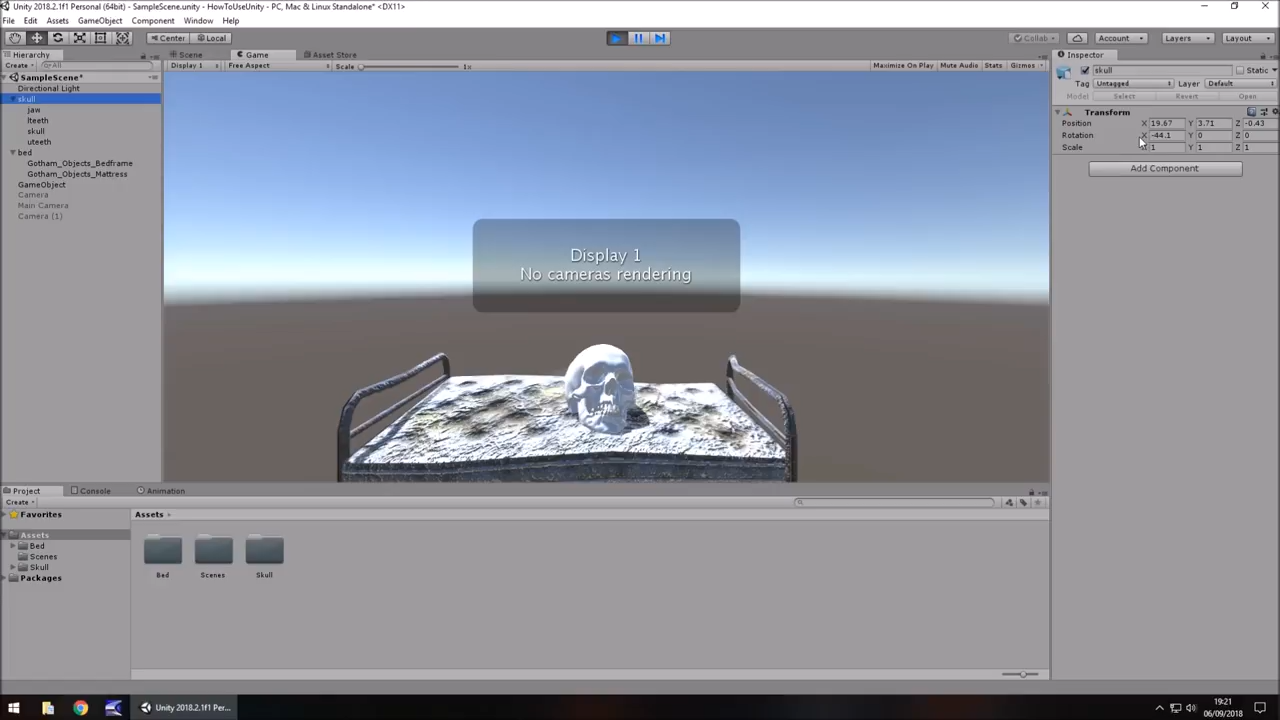 Unity 2018.2.1f1 Personal (64bit) - SampleScene.unity - HowToUseUnity - PC, Mac & Linux Standalone* <DX11>
File Edit Assets GameObject Component Window Help
Center Local Collab Account Layers Layout
Hierarchy Scene Game Asset Store Inspector
Create All Display 1 Free Aspect Scale 1x Maximize On Play Mute Audio Stats Gizmos skull Static
SampleScene* Tag Untagged Layer Default
Directional Light Model Select Revert Open
skull
jaw Transform
lteeth Position X 19.67 Y 3.71 Z -0.43
skull Rotation X -44.1 Y 0 Z 0
uteeth Scale X 1 Y 1 Z 1
bed
Gotham_Objects_Bedframe Add Component
Gotham_Objects_Mattress
GameObject
Camera
Main Camera
Camera (1)
Display 1
No cameras rendering
Project Console Animation
Create
Favorites Assets
Assets
Bed
Scenes
Skull
Packages
Bed Scenes Skull
Unity 2018.2.1f1 Pe...
19:21
06/09/2018